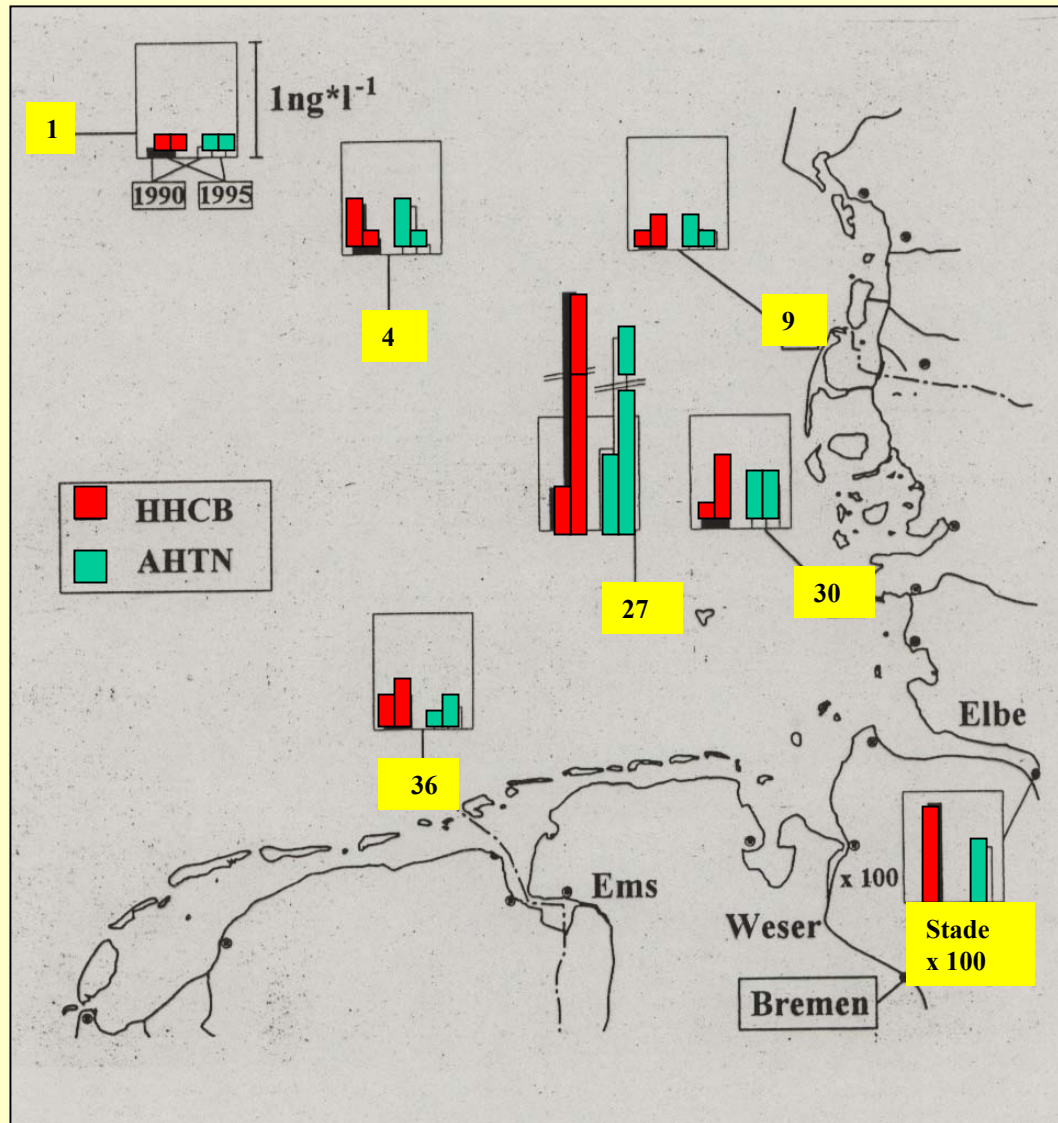 1
1ng*l⁻¹
1990 1995
4
9
HHCB
AHTN
27
30
36
Elbe
Ems
x 100
Weser
Stade
x 100
Bremen